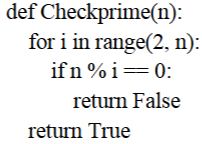 def Checkprime(n):
for i in range(2, n):
if n % i == 0:
return False
return True